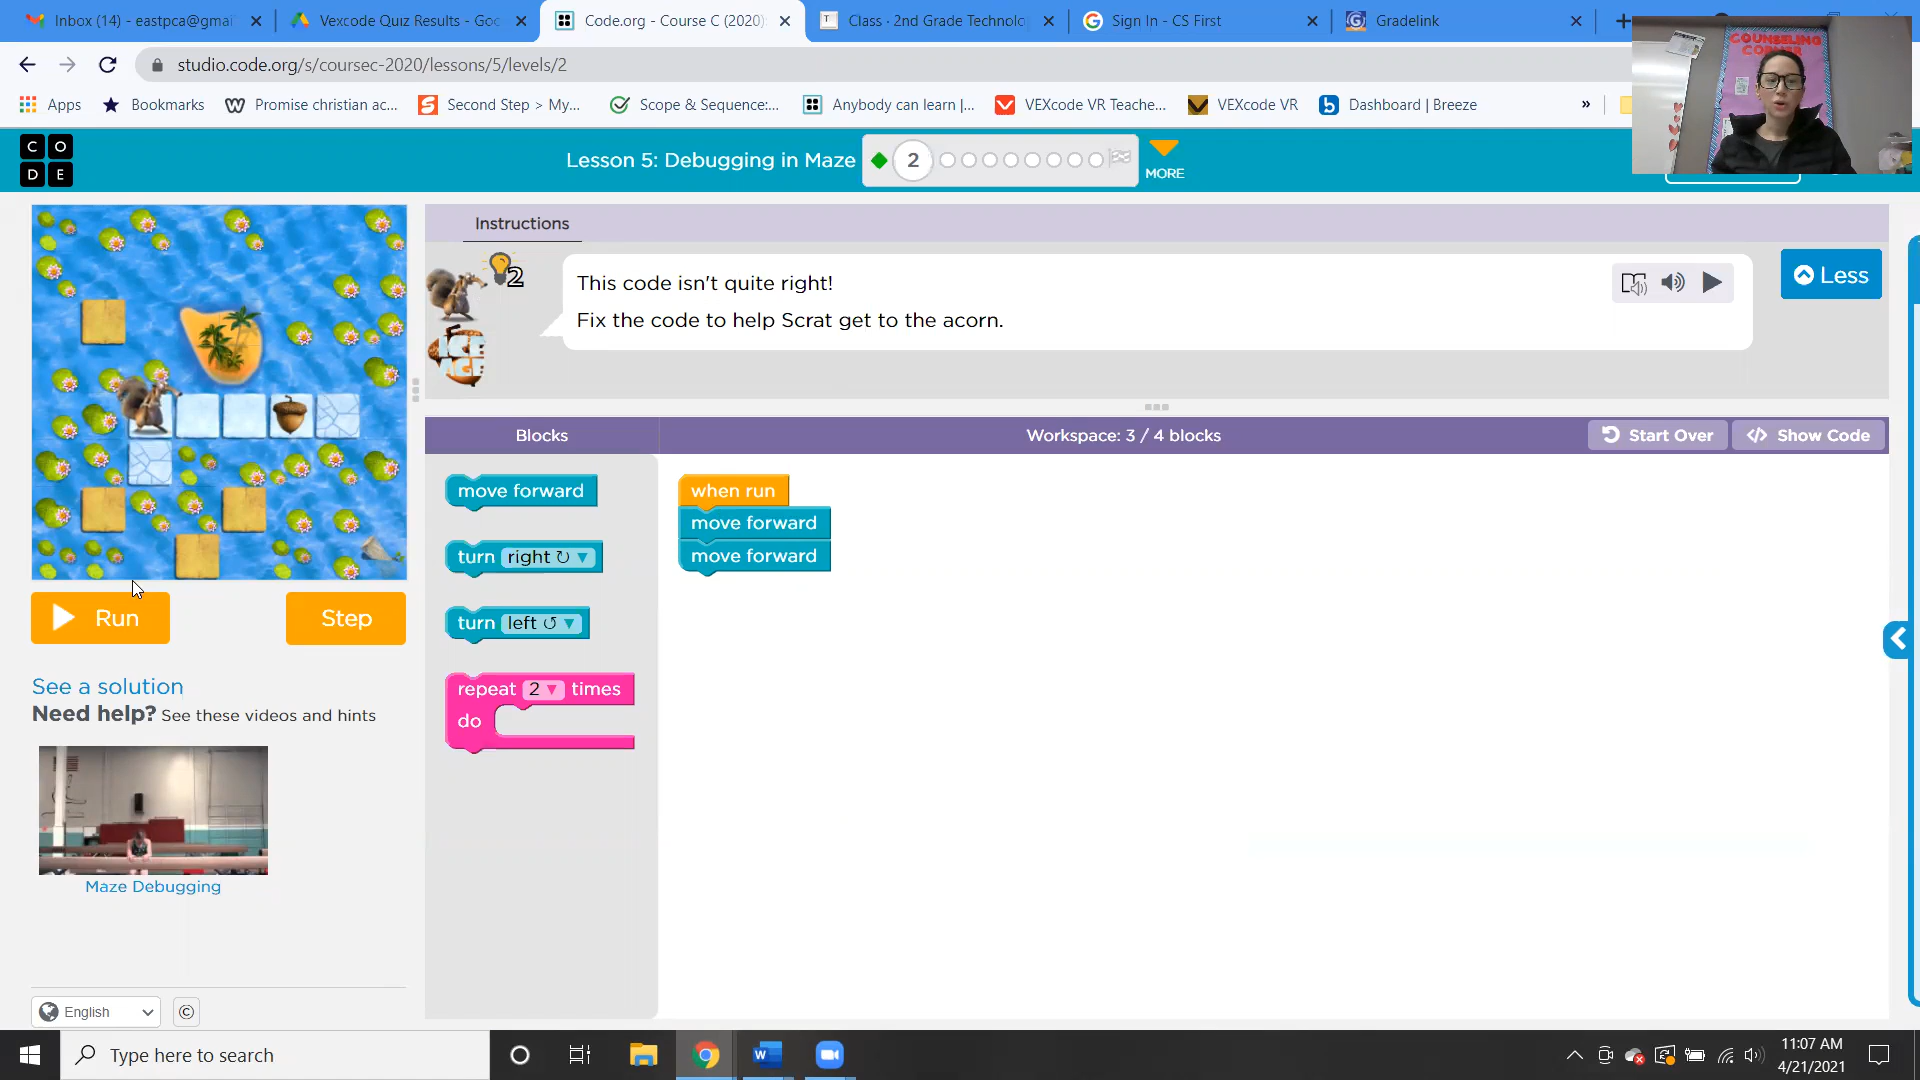 Inbox (14) - eastpca@gmai
Vexcode Quiz Results - Goo
Code.org - Course C (2020)
Class · 2nd Grade Technolo
Sign In - CS First
Gradelink
studio.code.org/s/coursec-2020/lessons/5/levels/2
Apps
Bookmarks
Promise christian ac...
Second Step > My...
Scope & Sequence:...
Anybody can learn |...
VEXcode VR Teache...
VEXcode VR
Dashboard | Breeze
»
COUNSELING
CORNER
C O
D E
Lesson 5: Debugging in Maze
2
MORE
Instructions
2
This code isn't quite right!
Fix the code to help Scrat get to the acorn.
Less
ICE
AGE
Blocks
Workspace: 3 / 4 blocks
Start Over
Show Code
move forward
turn right
turn left
repeat 2 times
do
when run
move forward
move forward
Run
Step
See a solution
Need help? See these videos and hints
Maze Debugging
English
©
Type here to search
11:07 AM
4/21/2021